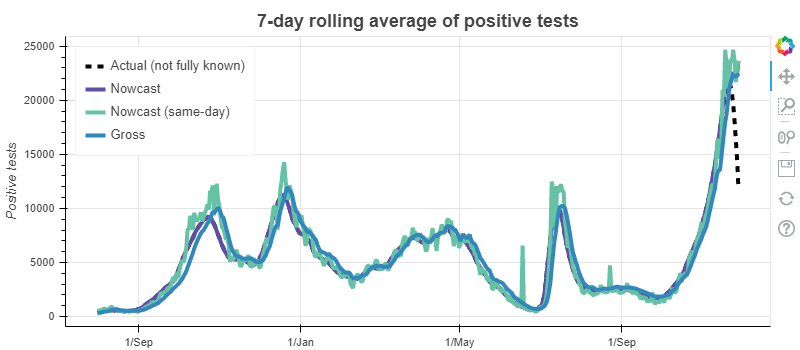 7-day rolling average of positive tests
25000
20000
15000
10000
5000
0
Positive tests
Actual (not fully known)
Nowcast
Nowcast (same-day)
Gross
1/Sep
1/Jan
1/May
1/Sep